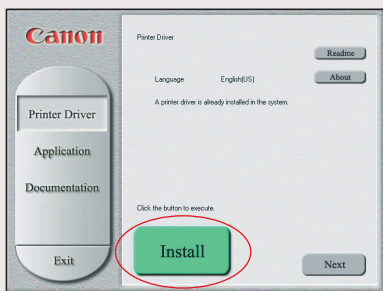 Canon
Printer Driver
Readme
Language English(US)
About
A printer driver is already installed in the system.
Printer Driver
Application
Documentation
Click the button to execute.
Install
Exit
Next